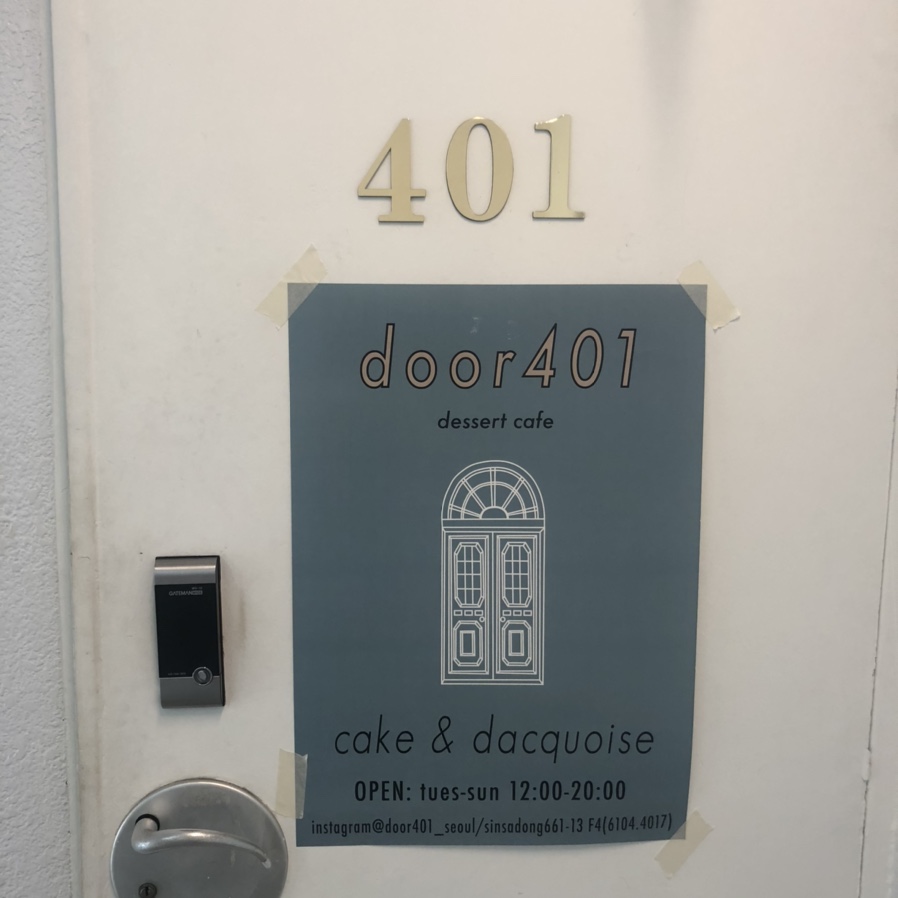 401
door401
dessert cafe
GATEMAN
cake & dacquoise
OPEN: tues-sun 12:00-20:00
instagram@door401_seoul/sinsadong661-13 F4(6104.4017)